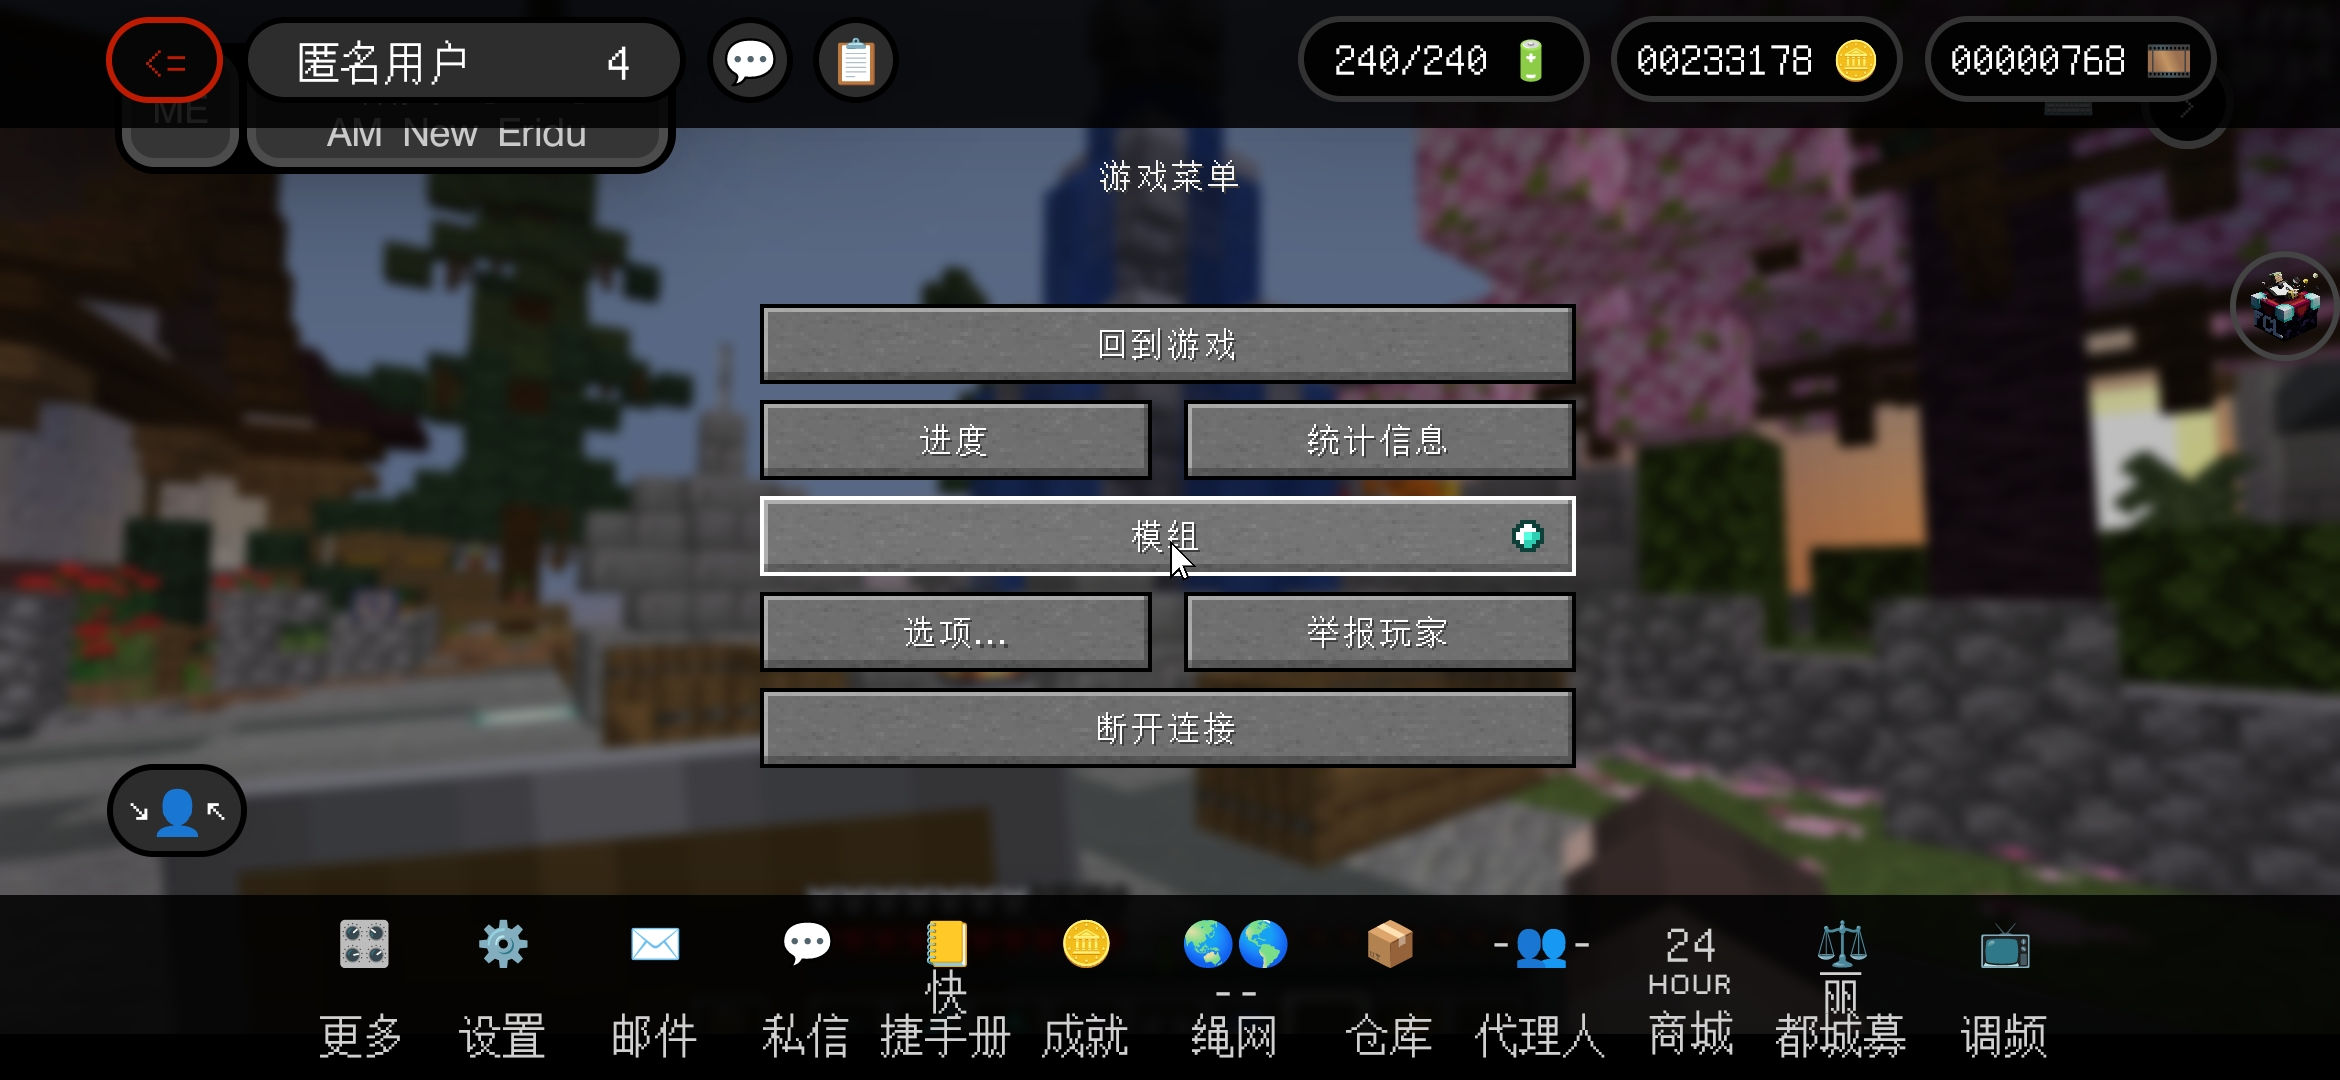 <=
匿名用户 4
240/240
00233178
00000768
ME
AM New Eridu
游戏菜单
回到游戏
进度 统计信息
模组
FCL
选项... 举报玩家
断开连接
更多
设置
邮件
私信
快
捷手册
成就
--
绳网
仓库
代理人
24
HOUR
商城
丽
都城募
调频